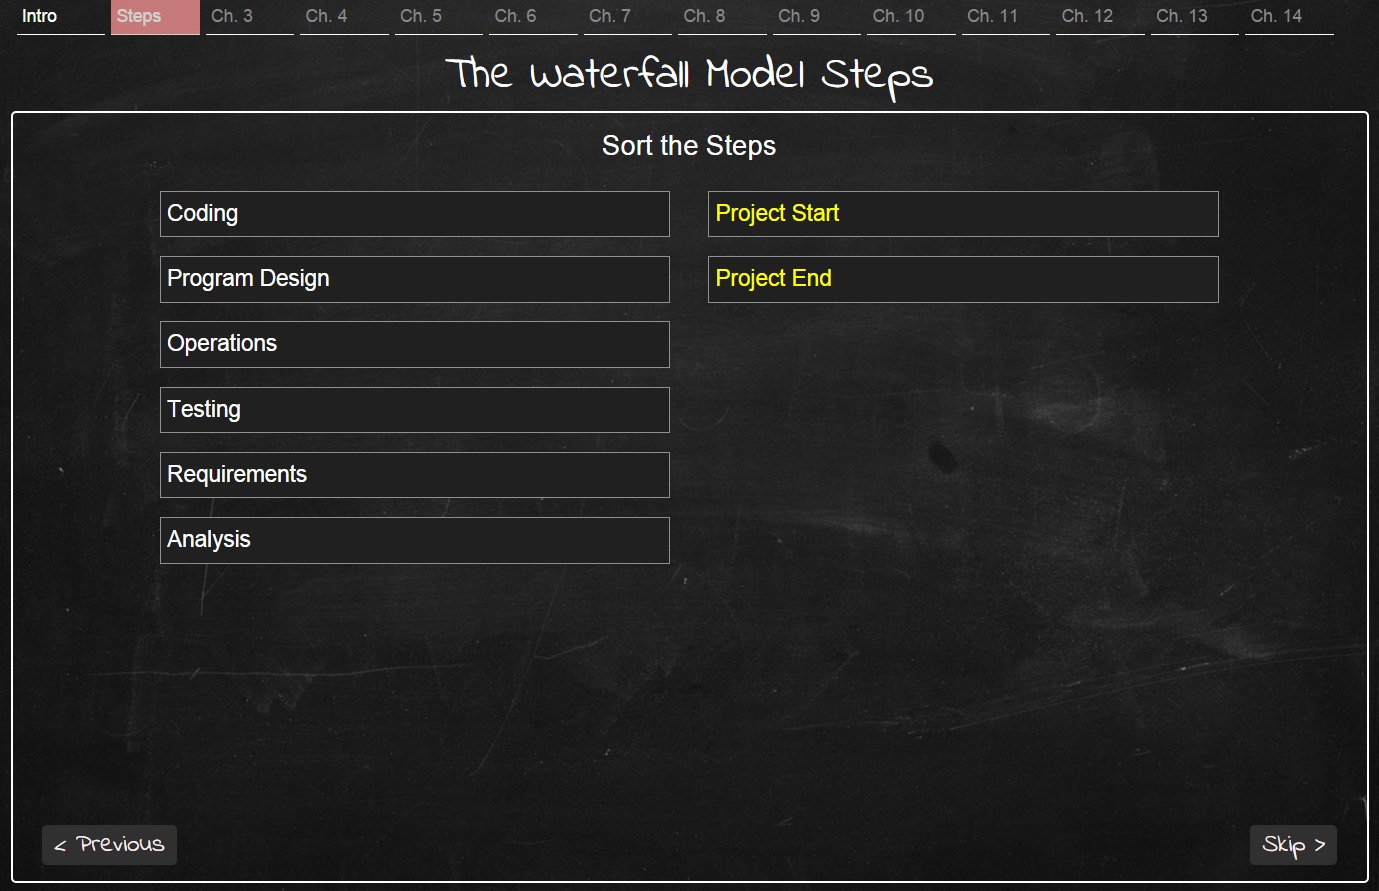 Intro Steps Ch. 3 Ch. 4 Ch. 5 Ch. 6 Ch. 7 Ch. 8 Ch. 9 Ch. 10 Ch. 11 Ch. 12 Ch. 13 Ch. 14
The Waterfall Model Steps
Sort the Steps
Coding
Program Design
Operations
Testing
Requirements
Analysis
Project Start
Project End
< Previous
Skip >